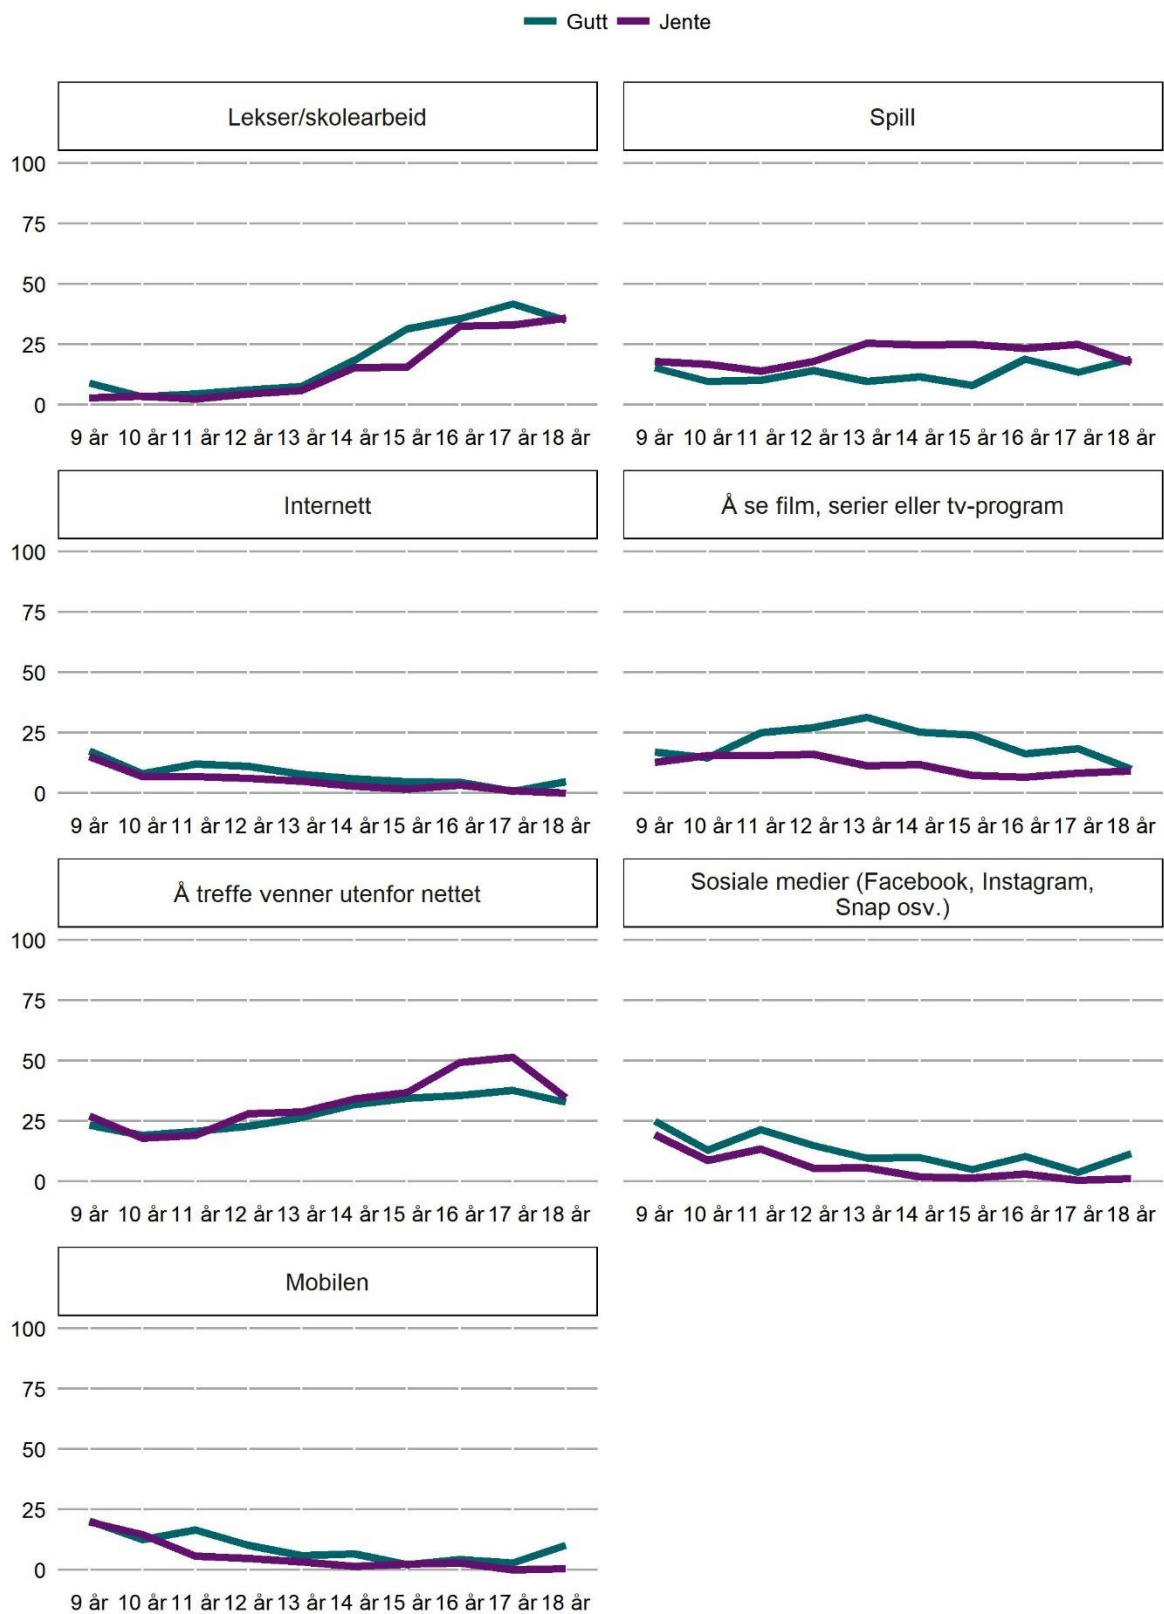 Gutt Jente
Lekser/skolearbeid
100
75
50
25
0
9 år 10 år 11 år 12 år 13 år 14 år 15 år 16 år 17 år 18 år
Spill
9 år 10 år 11 år 12 år 13 år 14 år 15 år 16 år 17 år 18 år
Internett
100
75
50
25
0
9 år 10 år 11 år 12 år 13 år 14 år 15 år 16 år 17 år 18 år
Å se film, serier eller tv-program
9 år 10 år 11 år 12 år 13 år 14 år 15 år 16 år 17 år 18 år
Å treffe venner utenfor nettet
100
75
50
25
0
9 år 10 år 11 år 12 år 13 år 14 år 15 år 16 år 17 år 18 år
Sosiale medier (Facebook, Instagram,
Snap osv.)
9 år 10 år 11 år 12 år 13 år 14 år 15 år 16 år 17 år 18 år
Mobilen
100
75
50
25
0
9 år 10 år 11 år 12 år 13 år 14 år 15 år 16 år 17 år 18 år